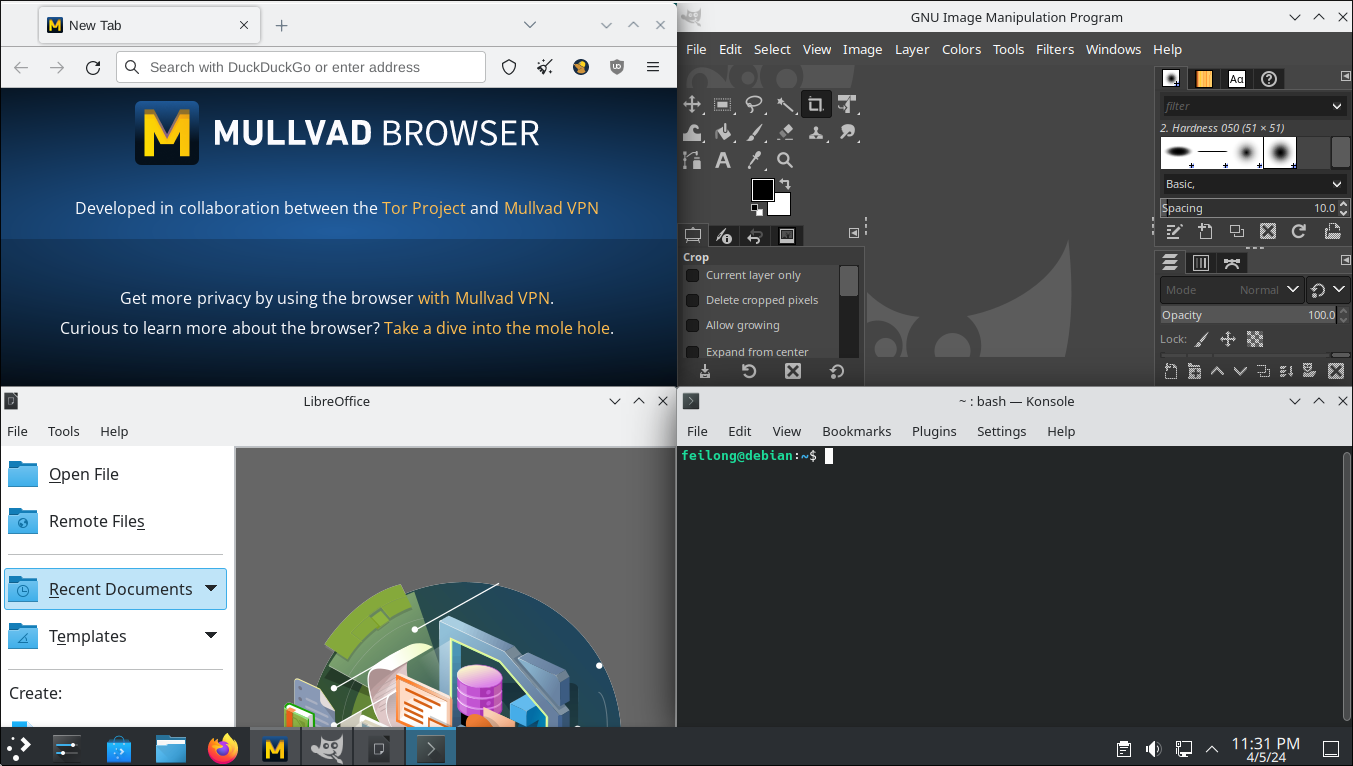 New Tab
Search with DuckDuckGo or enter address
MULLVAD BROWSER
Developed in collaboration between the Tor Project and Mullvad VPN
Get more privacy by using the browser with Mullvad VPN.
Curious to learn more about the browser? Take a dive into the mole hole.
GNU Image Manipulation Program
File Edit Select View Image Layer Colors Tools Filters Windows Help
filter
2. Hardness 050 (51 × 51)
Basic,
Spacing 10.0
Mode Normal
Opacity 100.0
Lock:
Crop
Current layer only
Delete cropped pixels
Allow growing
Expand from center
LibreOffice
File Tools Help
Open File
Remote Files
Recent Documents
Templates
Create:
~ : bash — Konsole
File Edit View Bookmarks Plugins Settings Help
feilong@debian:~$
11:31 PM
4/5/24